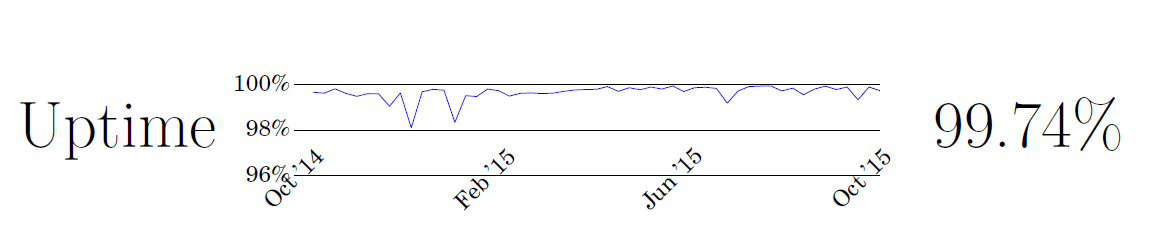 Uptime
100%
98%
96%
Oct '14
Feb '15
Jun '15
Oct '15
99.74%